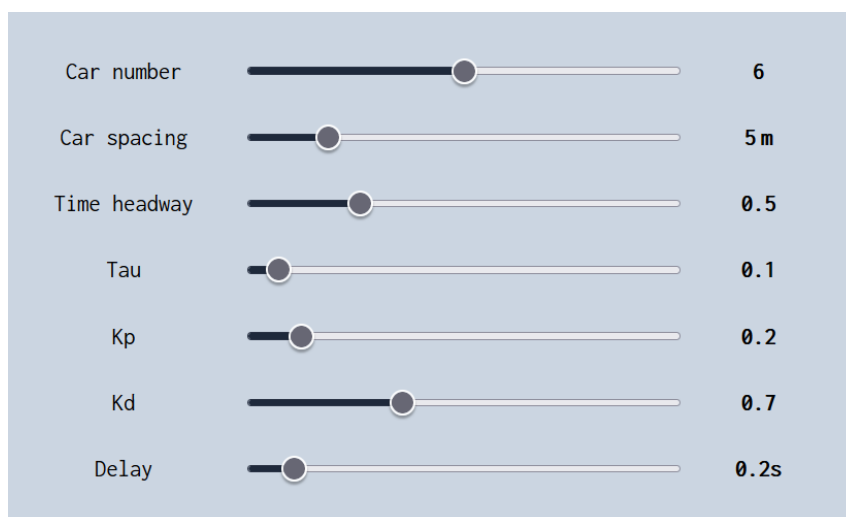 Car number 6
Car spacing 5m
Time headway 0.5
Tau 0.1
Kp 0.2
Kd 0.7
Delay 0.2s